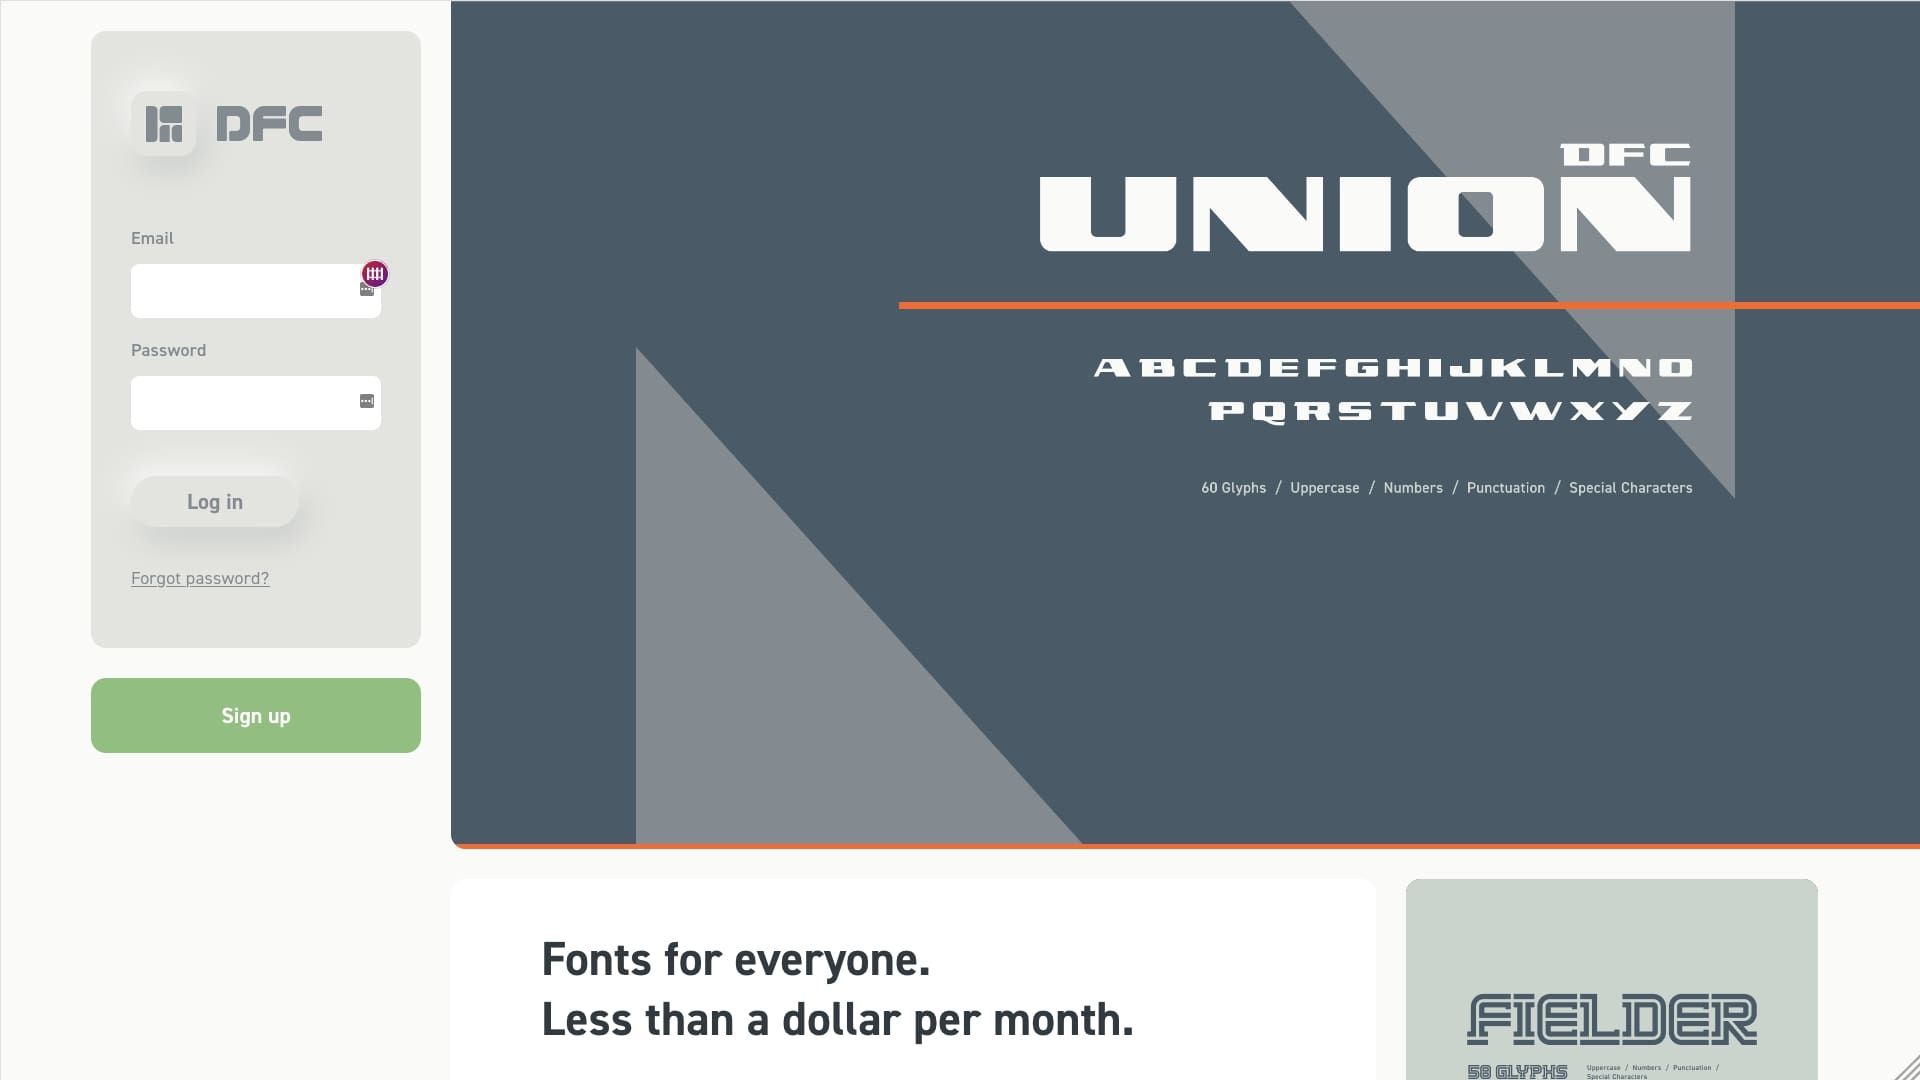 DFC
Email
Password
Log in
Forgot password?
Sign up
DFC
UNION
ABCDEFGHIJKLMNO
PQRSTUVWXYZ
60 Glyphs / Uppercase / Numbers / Punctuation / Special Characters
Fonts for everyone.
Less than a dollar per month.
FIELDER
58 GLYPHS
Uppercase / Numbers / Punctuation /
Special Characters